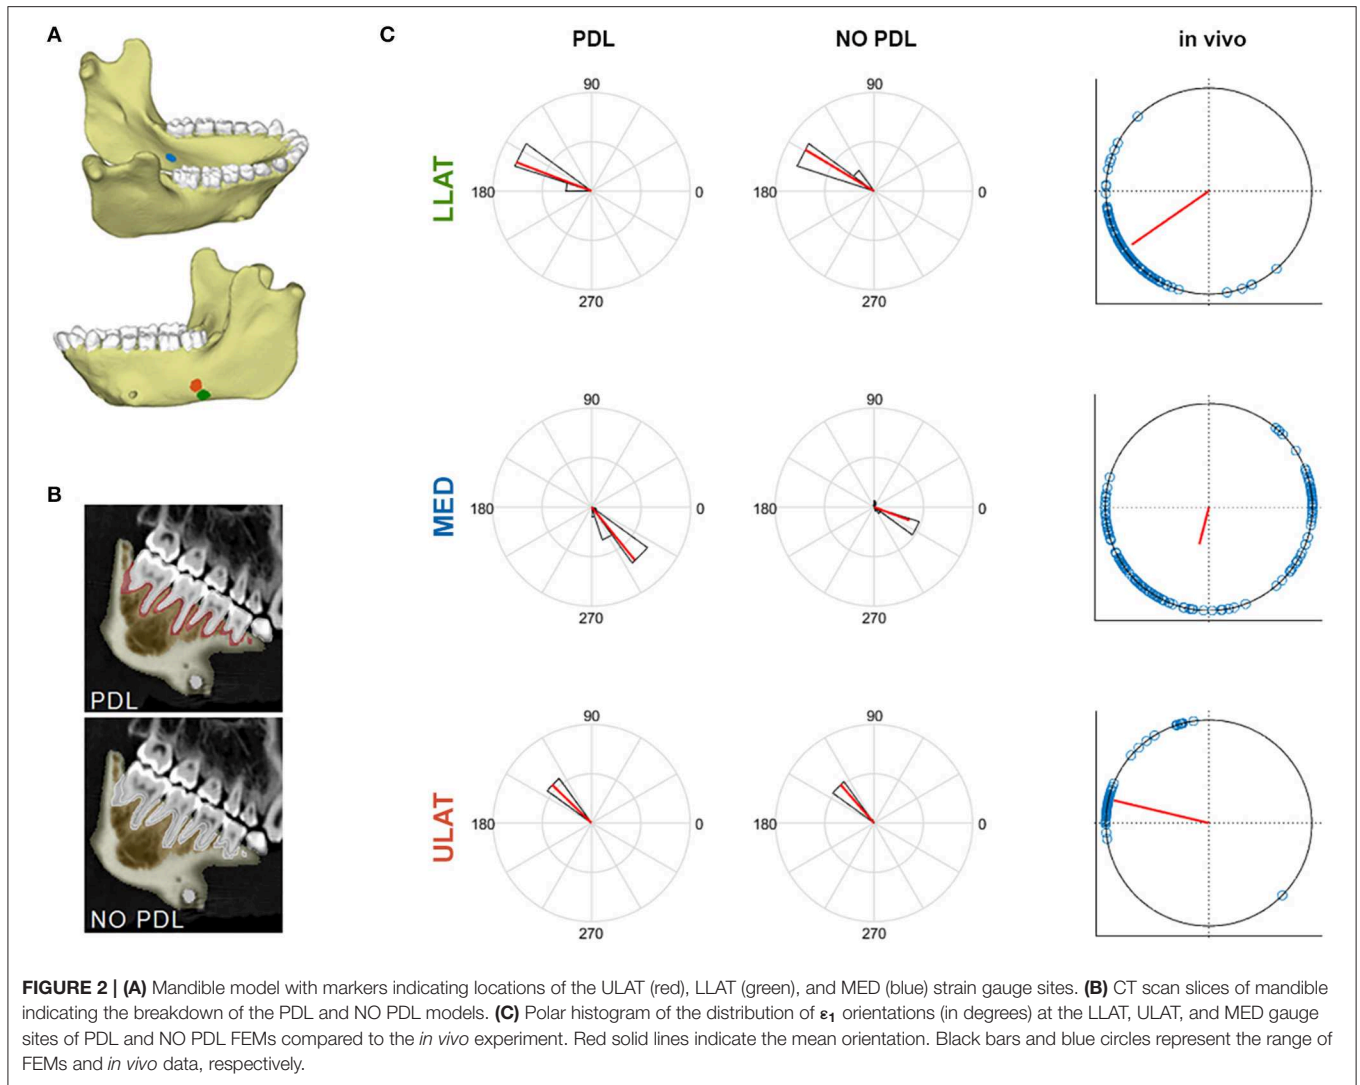 A
B
PDL
NO PDL
C
PDL
NO PDL
in vivo
LLAT
90
180
0
270
90
180
0
270
MED
90
180
0
270
90
180
0
270
ULAT
90
180
0
270
90
180
0
270
FIGURE 2 | (A) Mandible model with markers indicating locations of the ULAT (red), LLAT (green), and MED (blue) strain gauge sites. (B) CT scan slices of mandible
indicating the breakdown of the PDL and NO PDL models. (C) Polar histogram of the distribution of ε1 orientations (in degrees) at the LLAT, ULAT, and MED gauge
sites of PDL and NO PDL FEMs compared to the in vivo experiment. Red solid lines indicate the mean orientation. Black bars and blue circles represent the range of
FEMs and in vivo data, respectively.